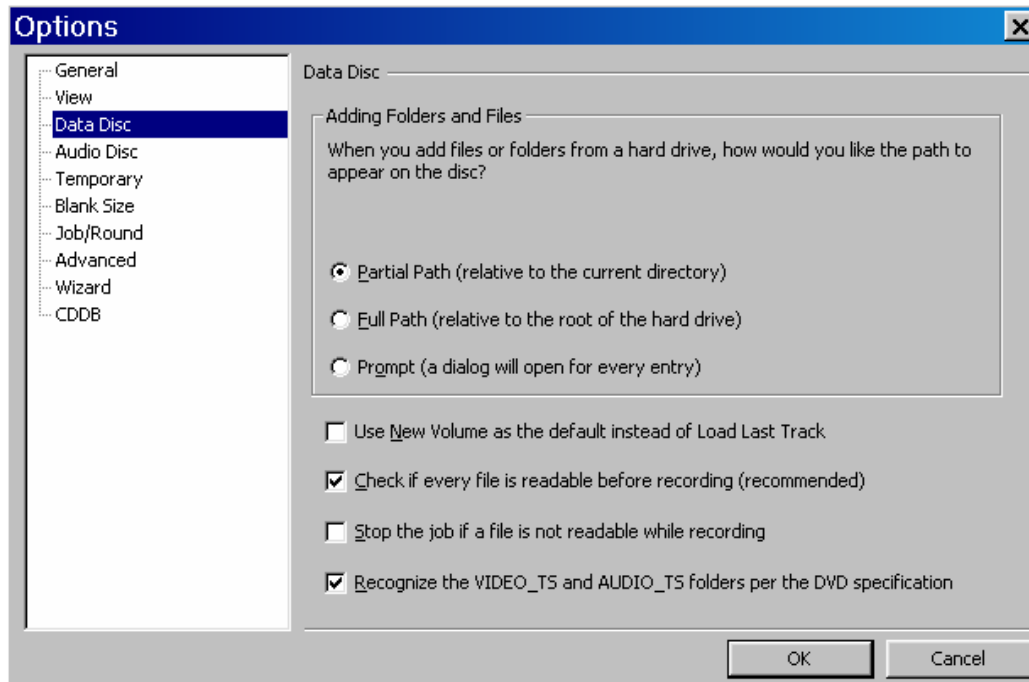 Options
General
View
Data Disc
Audio Disc
Temporary
Blank Size
Job/Round
Advanced
Wizard
CDDB
Data Disc
Adding Folders and Files
When you add files or folders from a hard drive, how would you like the path to
appear on the disc?
Partial Path (relative to the current directory)
Full Path (relative to the root of the hard drive)
Prompt (a dialog will open for every entry)
Use New Volume as the default instead of Load Last Track
Check if every file is readable before recording (recommended)
Stop the job if a file is not readable while recording
Recognize the VIDEO_TS and AUDIO_TS folders per the DVD specification
OK
Cancel